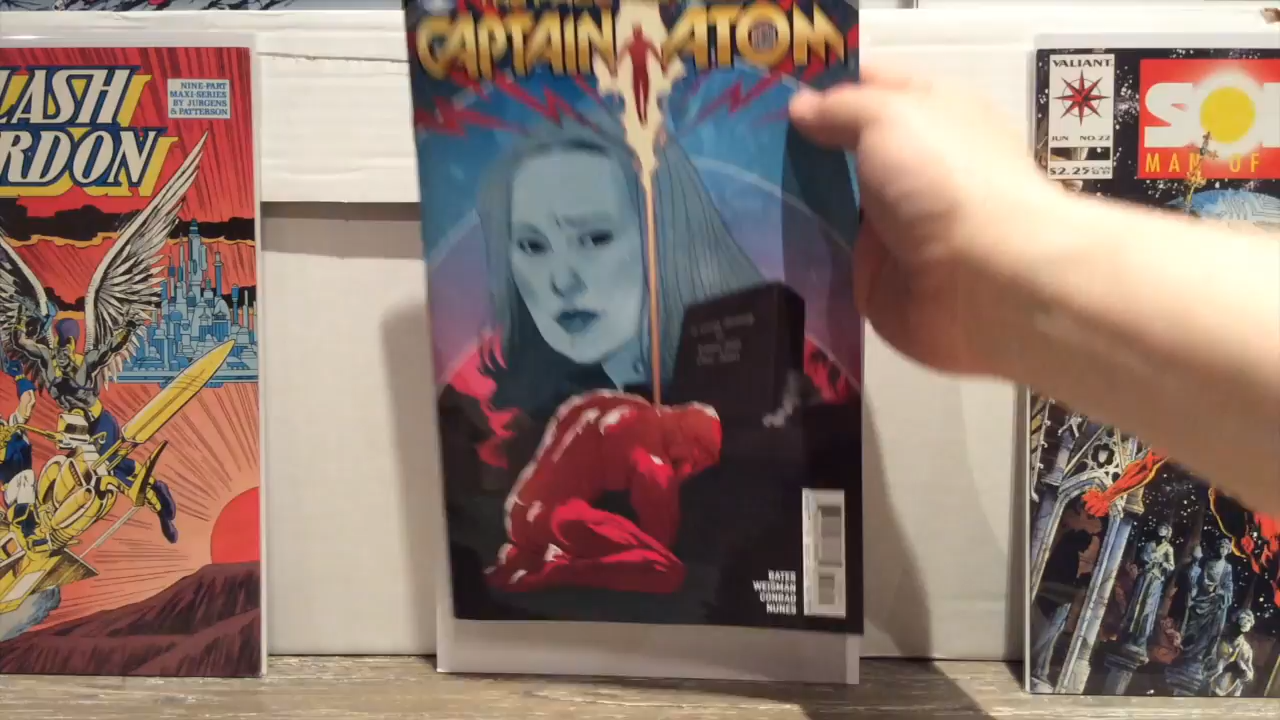 LASH
RDON
NINE-PART
MAXI-SERIES
BY JURGENS
& PATTERSON
CAPTAIN ATOM
BATES
WEISMAN
CONRAD
NUNES
VALIANT
JUN NO. 22
$2.25
SO
MAN OF